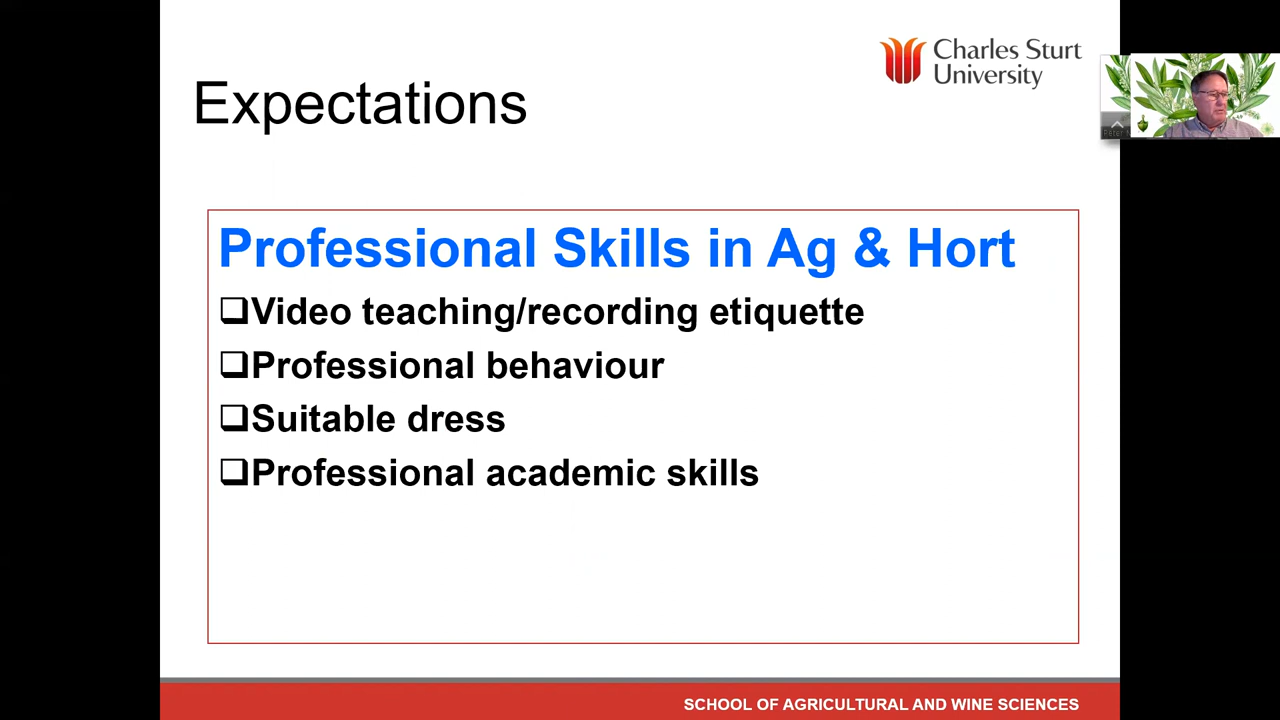 Charles Sturt
University
Expectations
Professional Skills in Ag & Hort
Video teaching/recording etiquette
Professional behaviour
Suitable dress
Professional academic skills
SCHOOL OF AGRICULTURAL AND WINE SCIENCES